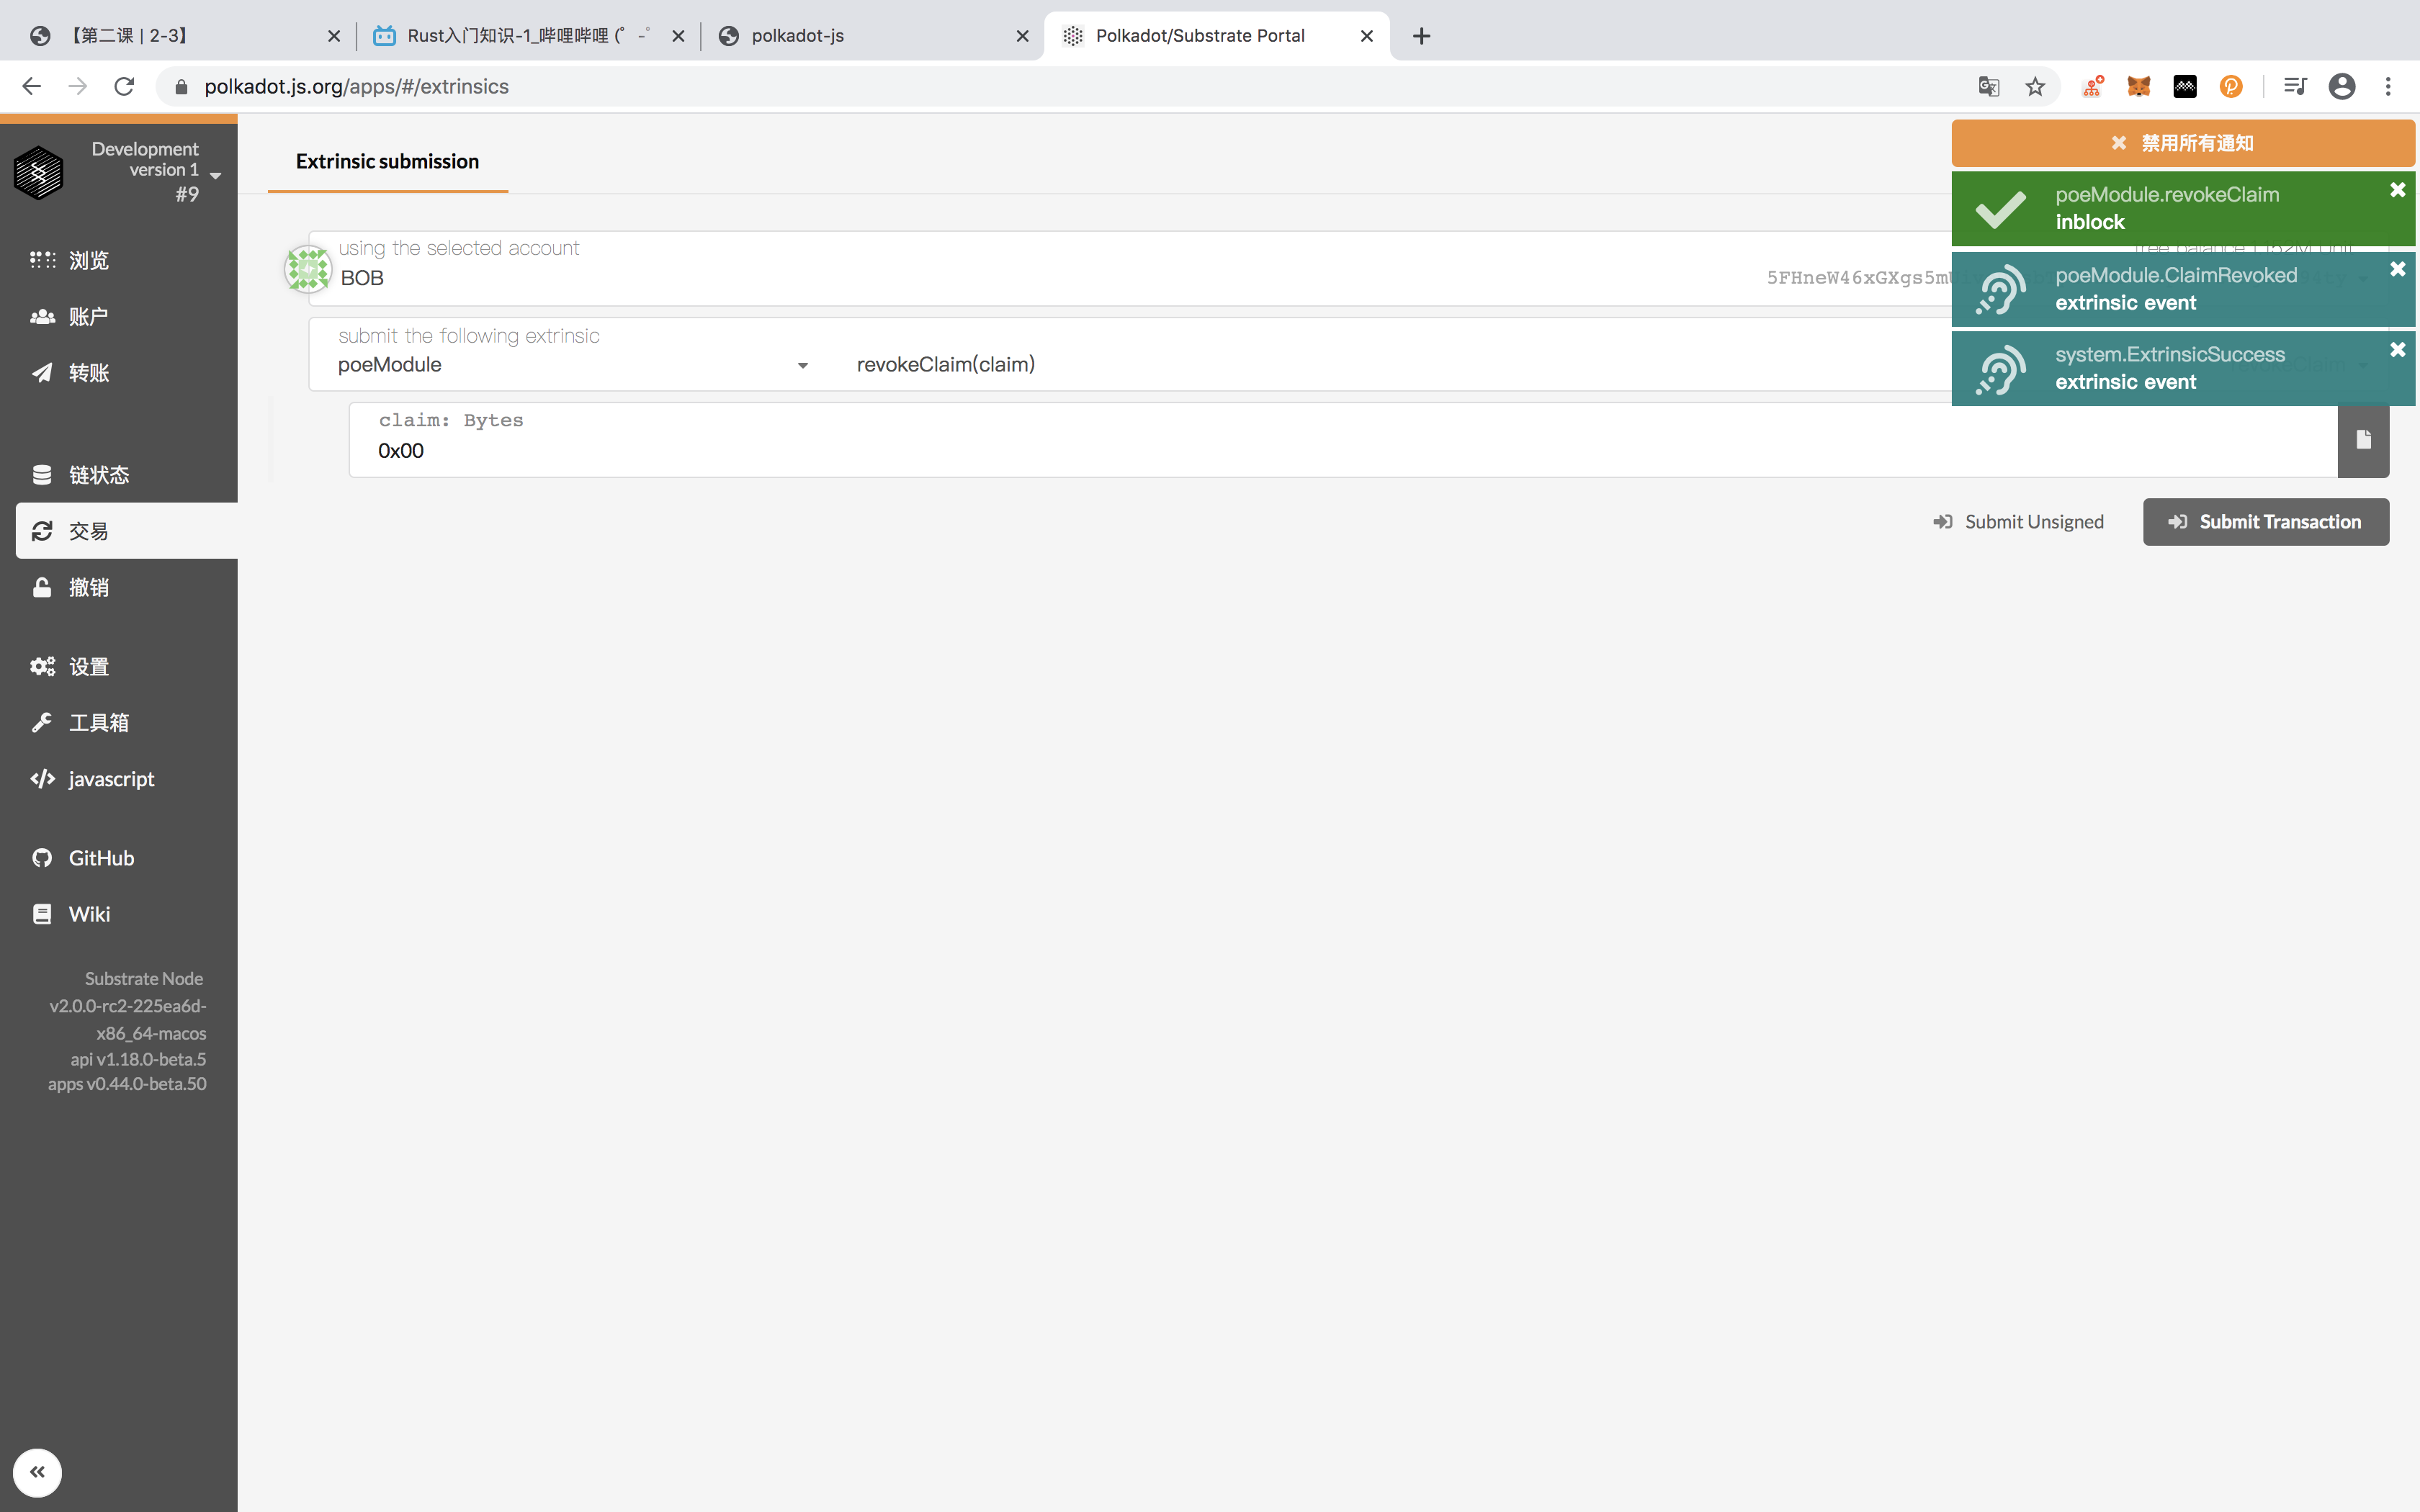 【第二课 | 2-3】
Rust入门知识-1_哔哩哔哩 (゜-゜
polkadot-js
Polkadot/Substrate Portal
polkadot.js.org/apps/#/extrinsics
Development
version 1
#9
浏览
账户
转账
链状态
交易
撤销
设置
工具箱
javascript
GitHub
Wiki
Substrate Node
v2.0.0-rc2-225ea6d-
x86_64-macos
api v1.18.0-beta.5
apps v0.44.0-beta.50
Extrinsic submission
using the selected account
BOB
5FHneW46xGXgs5m
submit the following extrinsic
poeModule
revokeClaim(claim)
claim: Bytes
0x00
Submit Unsigned
Submit Transaction
禁用所有通知
poeModule.revokeClaim
inblock
poeModule.ClaimRevoked
extrinsic event
system.ExtrinsicSuccess
extrinsic event